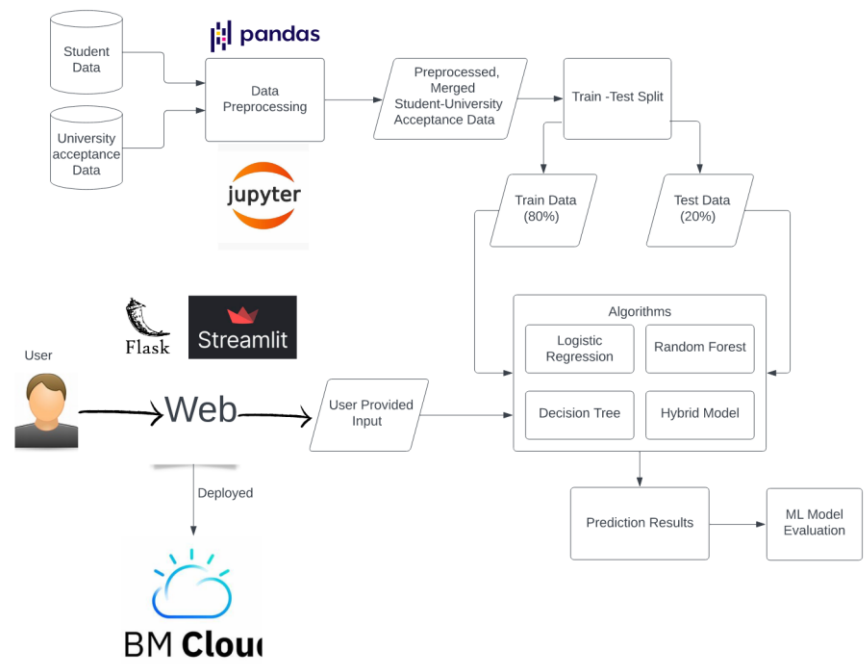 Student
Data
pandas
Data
Preprocessing
Preprocessed,
Merged
Student-University
Acceptance Data
Train -Test Split
University
acceptance
Data
jupyter
Train Data
(80%)
Test Data
(20%)
Algorithms
Logistic
Regression
Random Forest
Decision Tree
Hybrid Model
Flask
Streamlit
User
Web
User Provided
Input
Deployed
Prediction Results
ML Model
Evaluation
BM Clou